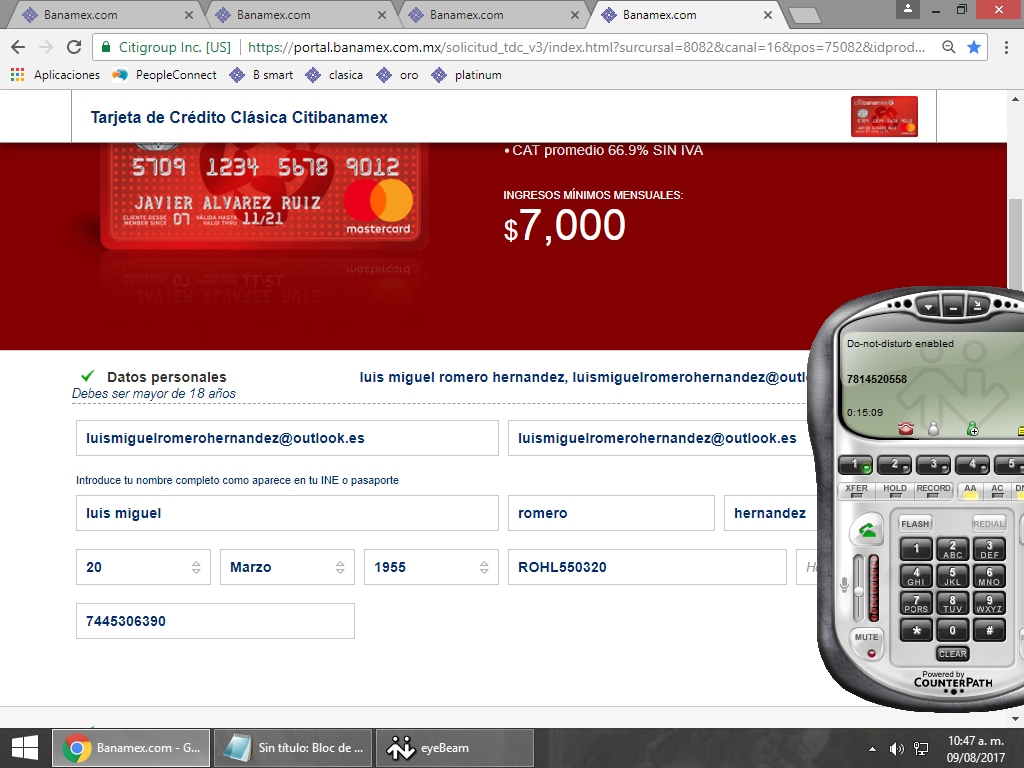 Banamex.com
Banamex.com
Banamex.com
Banamex.com
Citigroup Inc. [US]
https://portal.banamex.com.mx/solicitud_tdc_v3/index.html?surcursal=8082&canal=16&pos=75082&idprod...
Aplicaciones
PeopleConnect
B smart
clasica
oro
platinum
Tarjeta de Crédito Clásica Citibanamex
5709 1234 5678 9012
JAVIER ALVAREZ RUIZ
CLIENTE DESDE
MEMBER SINCE
07
VÁLIDA HASTA
VALID THRU
11/21
mastercard
• CAT promedio 66.9% SIN IVA
INGRESOS MÍNIMOS MENSUALES:
$7,000
Datos personales
luis miguel romero hernandez, luismiguelromerohernandez@outl
Debes ser mayor de 18 años
luismiguelromerohernandez@outlook.es
luismiguelromerohernandez@outlook.es
Introduce tu nombre completo como aparece en tu INE o pasaporte
luis miguel
romero
hernandez
20
Marzo
1955
ROHL550320
7445306390
Do-not-disturb enabled
7814520558
0:15:09
1
2
3
4
5
XFER
HOLD
RECORD
AA
AC
FLASH
REDIAL
1
2 ABC
3 DEF
4 GHI
5 JKL
6 MNO
7 PQRS
8 TUV
9 WXYZ
*
0
#
MUTE
CLEAR
Powered by
COUNTERPATH
Banamex.com - G...
Sin título: Bloc de ...
eyeBeam
10:47 a. m.
09/08/2017